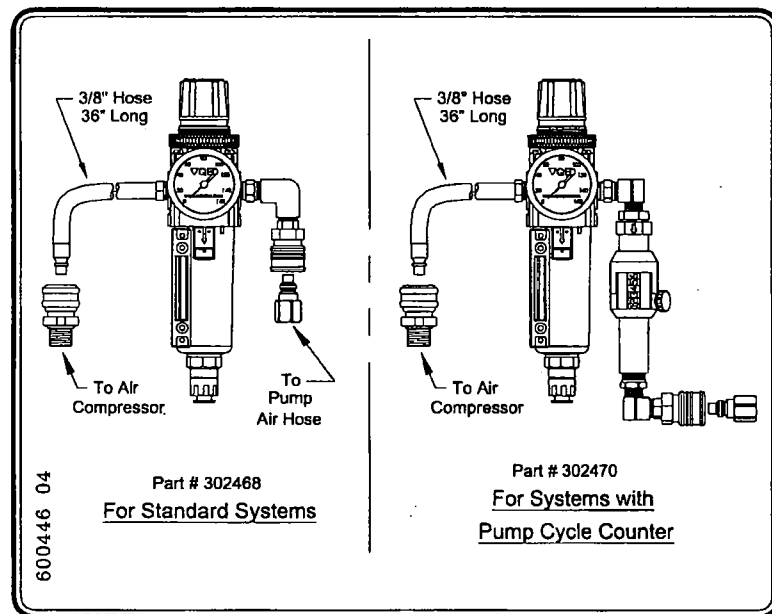 3/8" Hose
36" Long
QED
To Air
Compressor
To
Pump
Air Hose
Part # 302468
For Standard Systems
3/8" Hose
36" Long
To Air
Compressor
Part # 302470
For Systems with
Pump Cycle Counter
600446 04